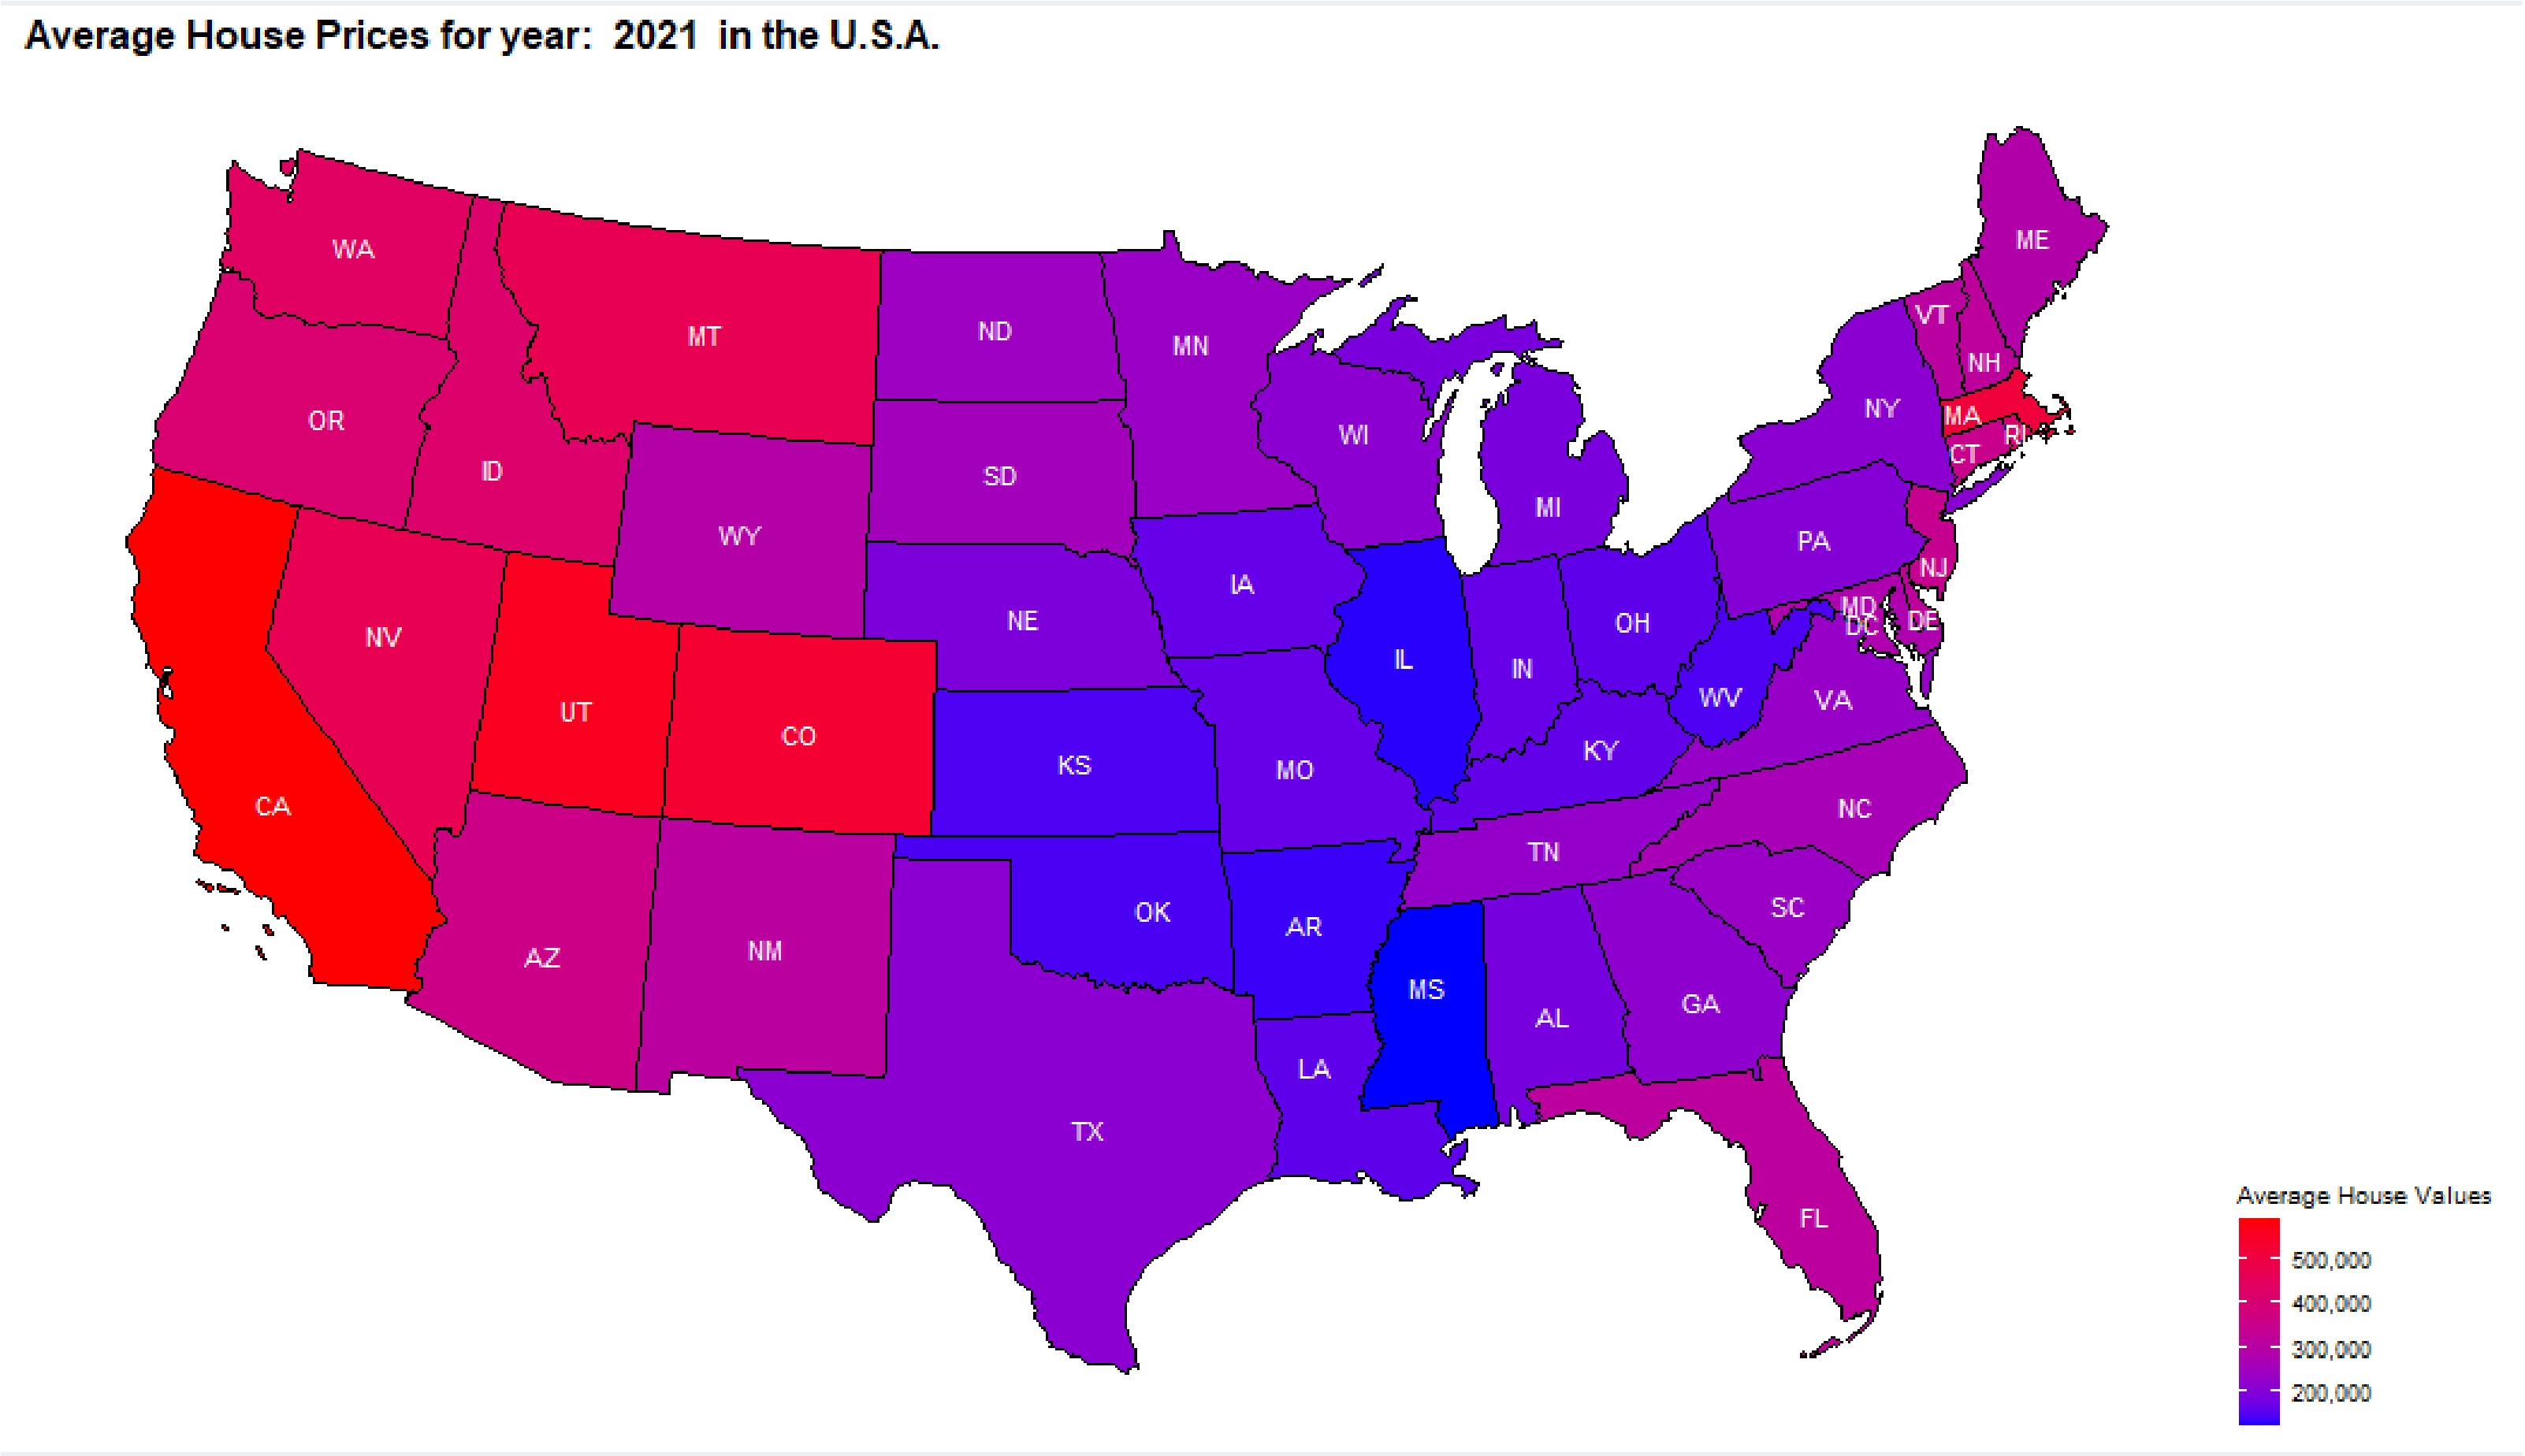 Average House Prices for year:  2021  in the U.S.A.
WA
MT
ND
MN
ME
VT
NH
OR
ID
SD
WI
NY
MA
RI
CT
WY
MI
PA
NJ
IA
NE
MD
DC
DE
OH
NV
IL
IN
UT
CO
WV
VA
KS
MO
KY
CA
NC
TN
OK
AR
SC
AZ
NM
MS
GA
AL
LA
TX
FL
Average House Values
500,000
400,000
300,000
200,000